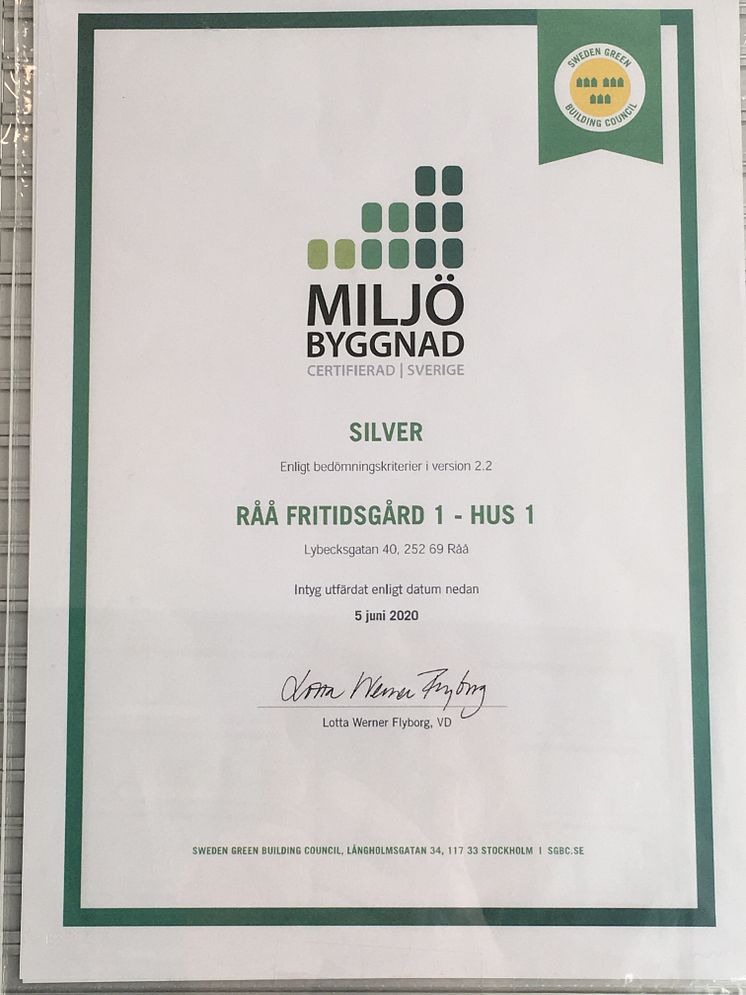 SWEDEN GREEN
BUILDING COUNCIL
MILJÖ
BYGGNAD
CERTIFIERAD | SVERIGE
SILVER
Enligt bedömningskriterier i version 2.2
RÅÅ FRITIDSGÅRD 1 - HUS 1
Lybecksgatan 40, 252 69 Råå
Intyg utfärdat enligt datum nedan
5 juni 2020
Lotta Werner Flyborg
Lotta Werner Flyborg, VD
SWEDEN GREEN BUILDING COUNCIL, LÅNGHOLMSGATAN 34, 117 33 STOCKHOLM | SGBC.SE